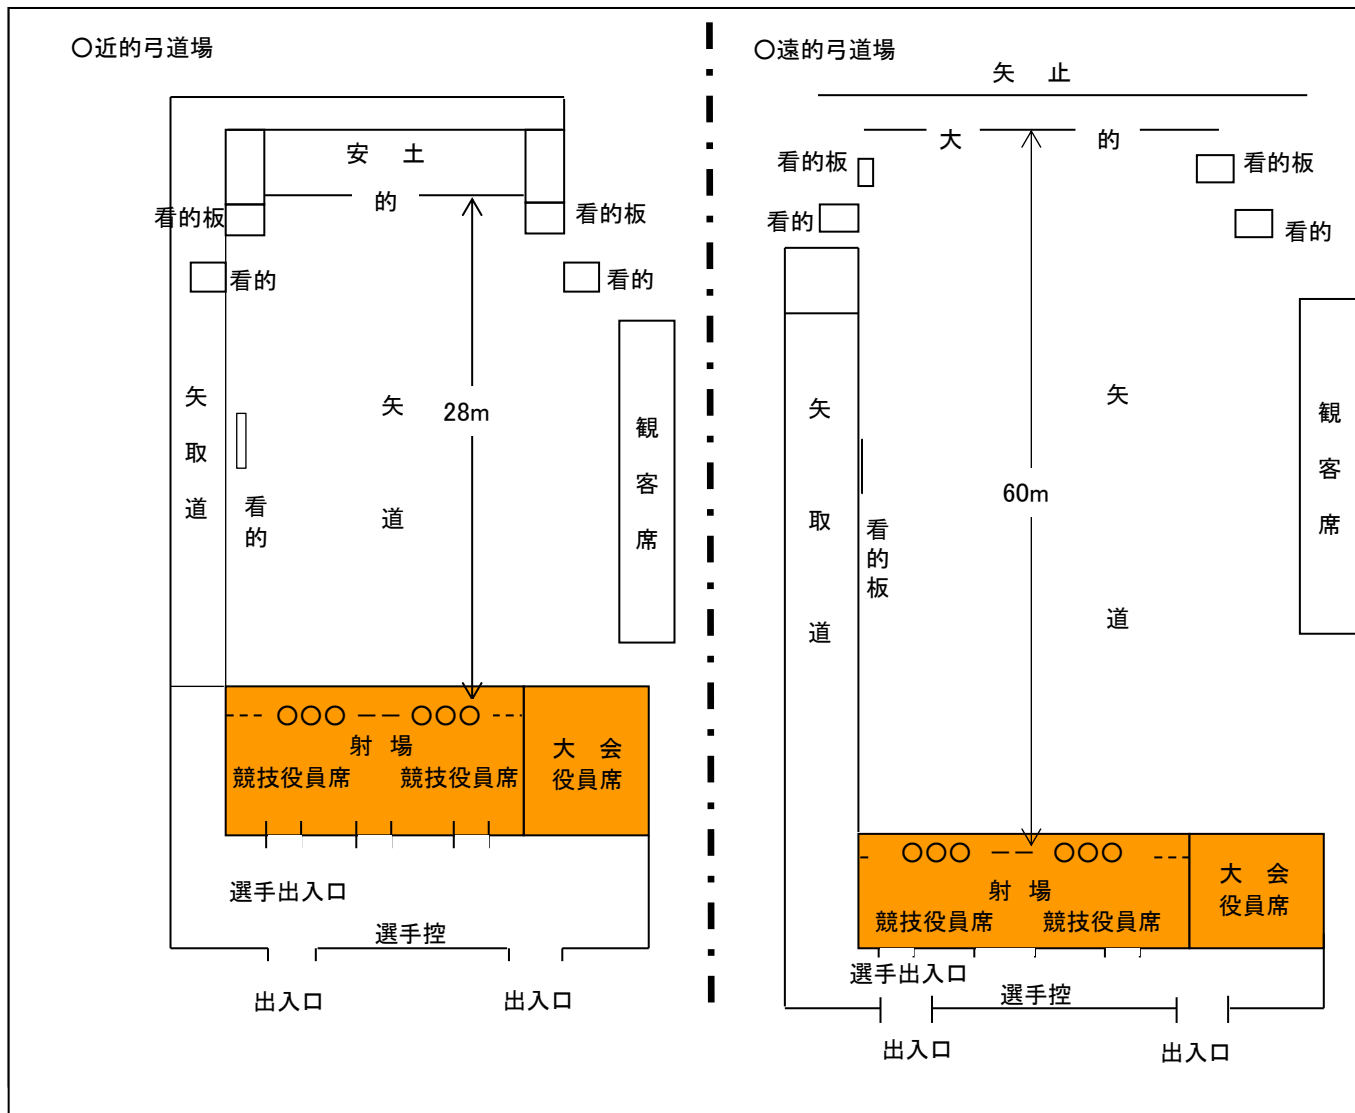 ○近的弓道場
安 土
的
看的板
看的板
看的
看的
矢取道
矢道
28m
看的
観客席
○○○
○○○
射 場
競技役員席
競技役員席
大 会
役員席
選手出入口
選手控
出入口
出入口
○遠的弓道場
矢 止
大 的
看的板
看的板
看的
看的
矢取道
矢道
60m
看的板
観客席
○○○
○○○
射 場
競技役員席
競技役員席
大 会
役員席
選手出入口
選手控
出入口
出入口